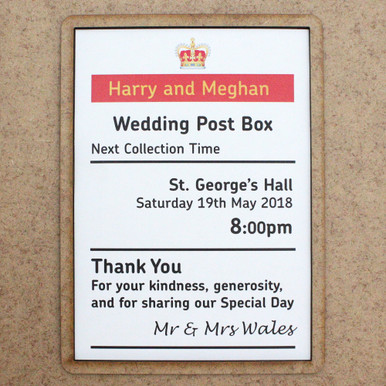 Harry and Meghan
Wedding Post Box
Next Collection Time
St. George's Hall
Saturday 19th May 2018
8:00pm
Thank You
For your kindness, generosity,
and for sharing our Special Day
Mr & Mrs Wales